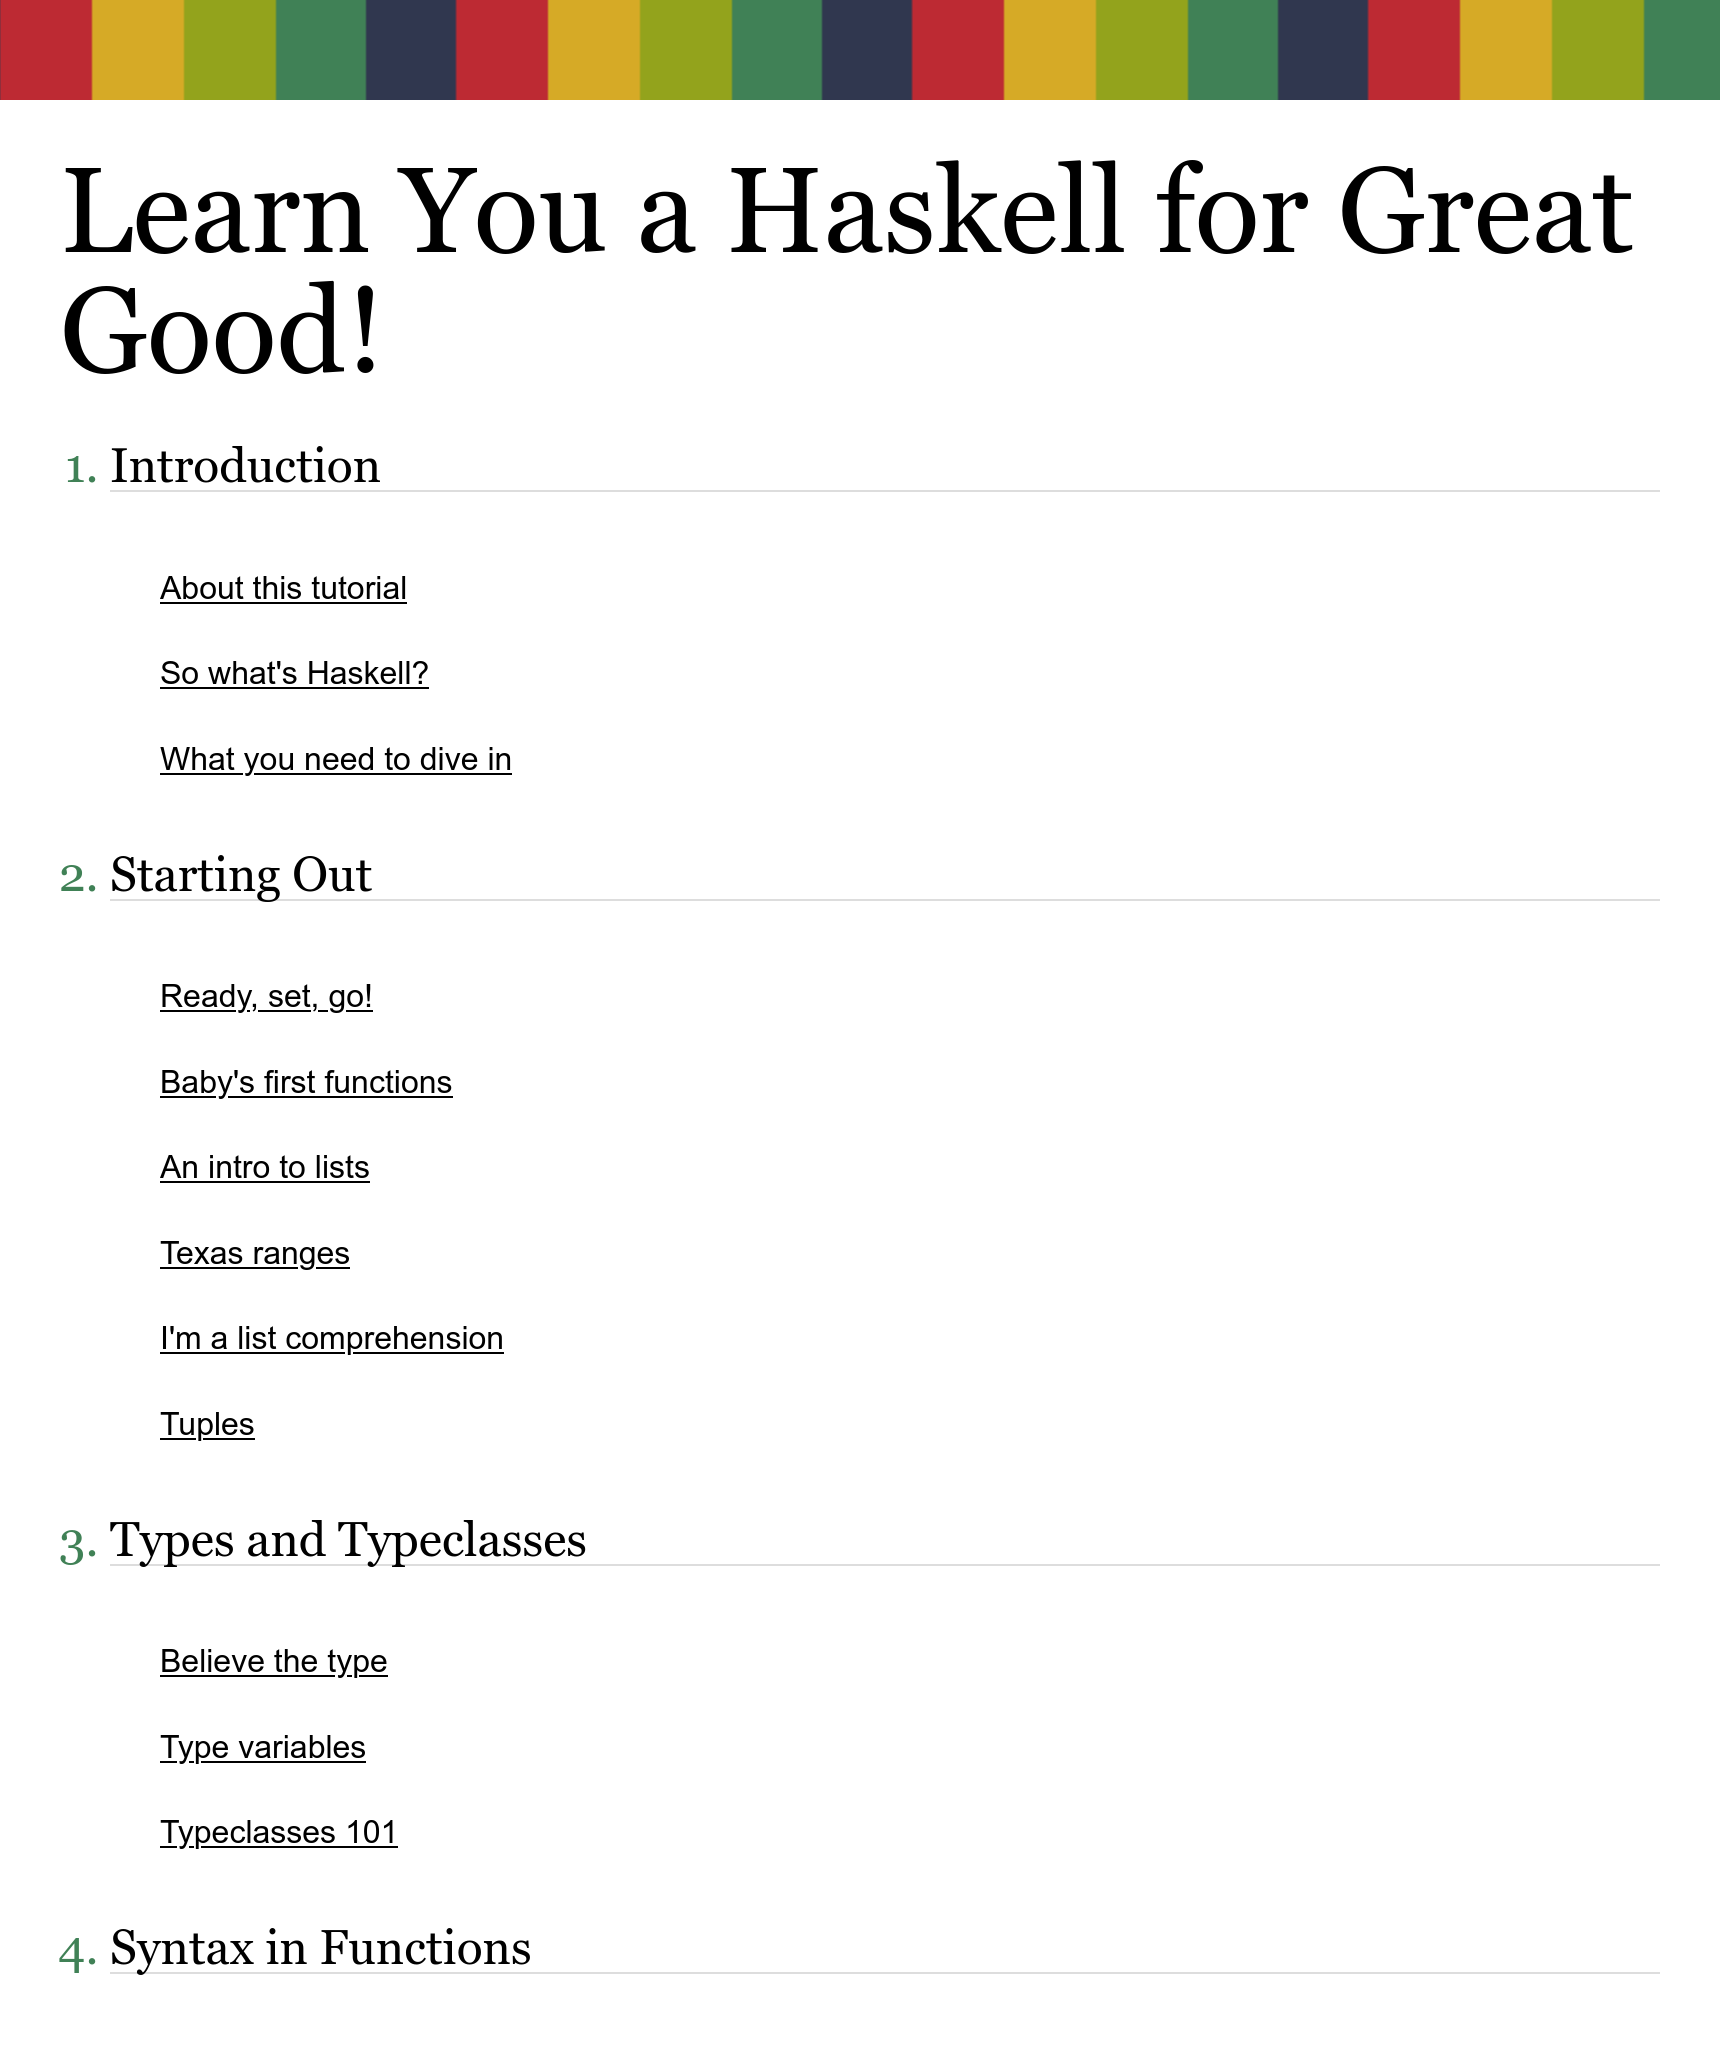 Learn You a Haskell for Great
Good!
1. Introduction
About this tutorial
So what's Haskell?
What you need to dive in
2. Starting Out
Ready, set, go!
Baby's first functions
An intro to lists
Texas ranges
I'm a list comprehension
Tuples
3. Types and Typeclasses
Believe the type
Type variables
Typeclasses 101
4. Syntax in Functions